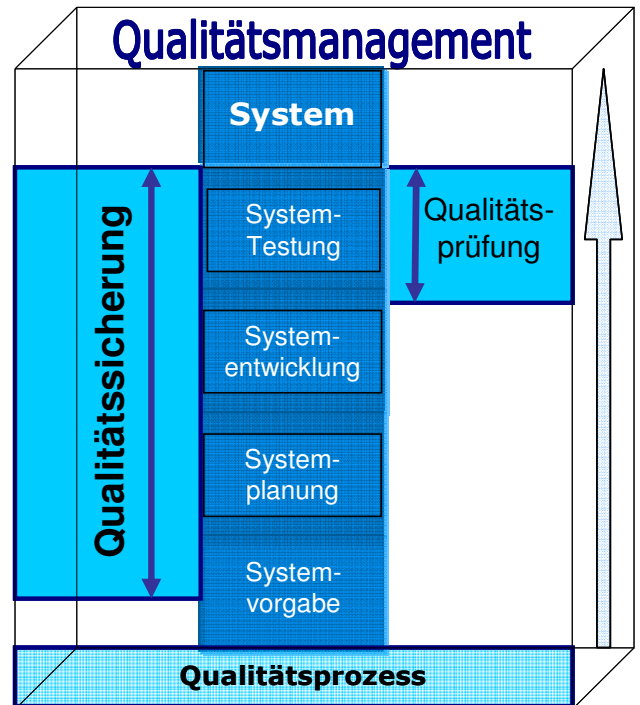 Qualitätsmanagement
System
System-
Testung
Qualitäts-
prüfung
Qualitätssicherung
System-
entwicklung
System-
planung
System-
vorgabe
Qualitätsprozess